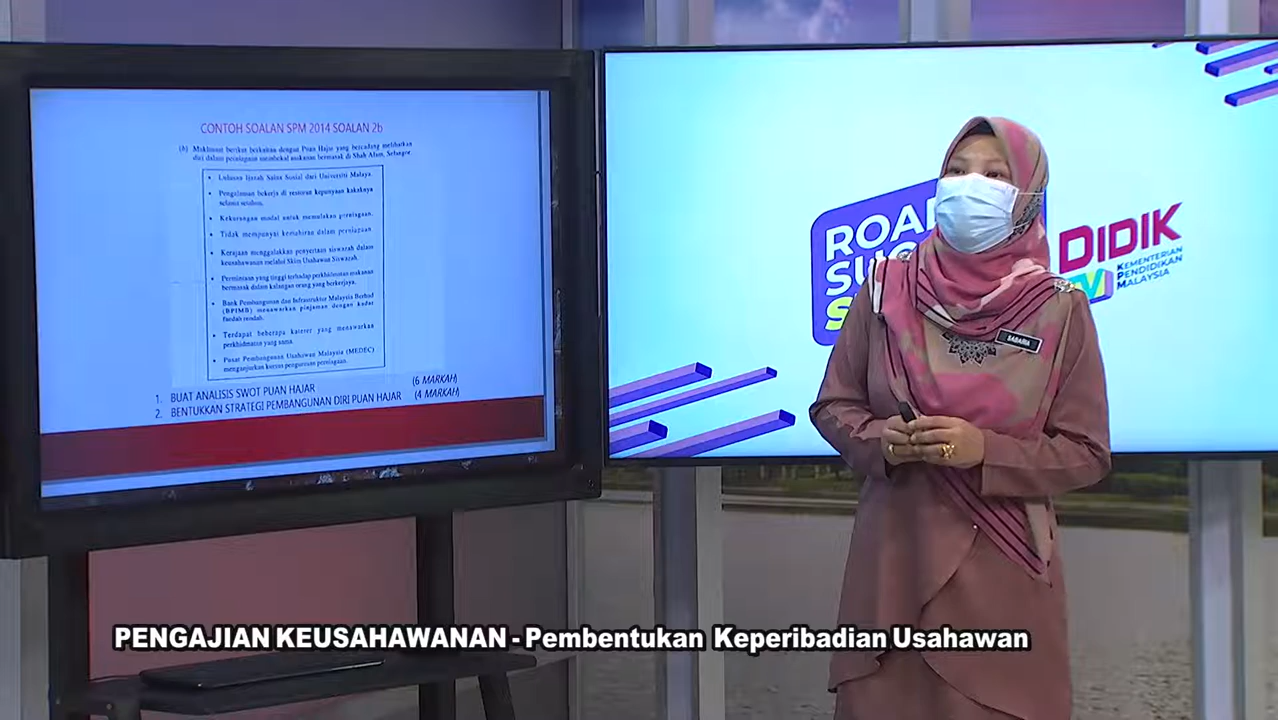 CONTOH SOALAN SPM 2014 SOALAN 2b
(b) Maklumat berikut berkaitan dengan Puan Hajar yang bercadang melibatkan
diri dalam perniagaan membekal makanan bermasak di Shah Alam, Selangor.
• Lulusan Ijazah Sains Sosial dari Universiti Malaya.
• Pengalaman bekerja di restoran kepunyaan kakaknya
selama setahun.
• Kekurangan modal untuk memulakan perniagaan.
• Tidak mempunyai kemahiran dalam perniagaan.
• Kerajaan menggalakkan penyertaan siswazah dalam
keusahawanan melalui Skim Usahawan Siswazah.
• Permintaan yang tinggi terhadap perkhidmatan makanan
bermasak dalam kalangan orang yang berkerjaya.
• Bank Pembangunan dan Infrastruktur Malaysia Berhad
(BPIMB) menawarkan pinjaman dengan kadar
faedah rendah.
• Terdapat beberapa katerer yang menawarkan
perkhidmatan yang sama.
• Pusat Pembangunan Usahawan Malaysia (MEDEC)
menganjurkan kursus pengurusan perniagaan.
1. BUAT ANALISIS SWOT PUAN HAJAR (6 MARKAH)
2. BENTUKKAN STRATEGI PEMBANGUNAN DIRI PUAN HAJAR (4 MARKAH)
ROA
SU
S
DIDIK
TV
KEMENTERIAN
PENDIDIKAN
MALAYSIA
SABARIA
PENGAJIAN KEUSAHAWANAN - Pembentukan Keperibadian Usahawan